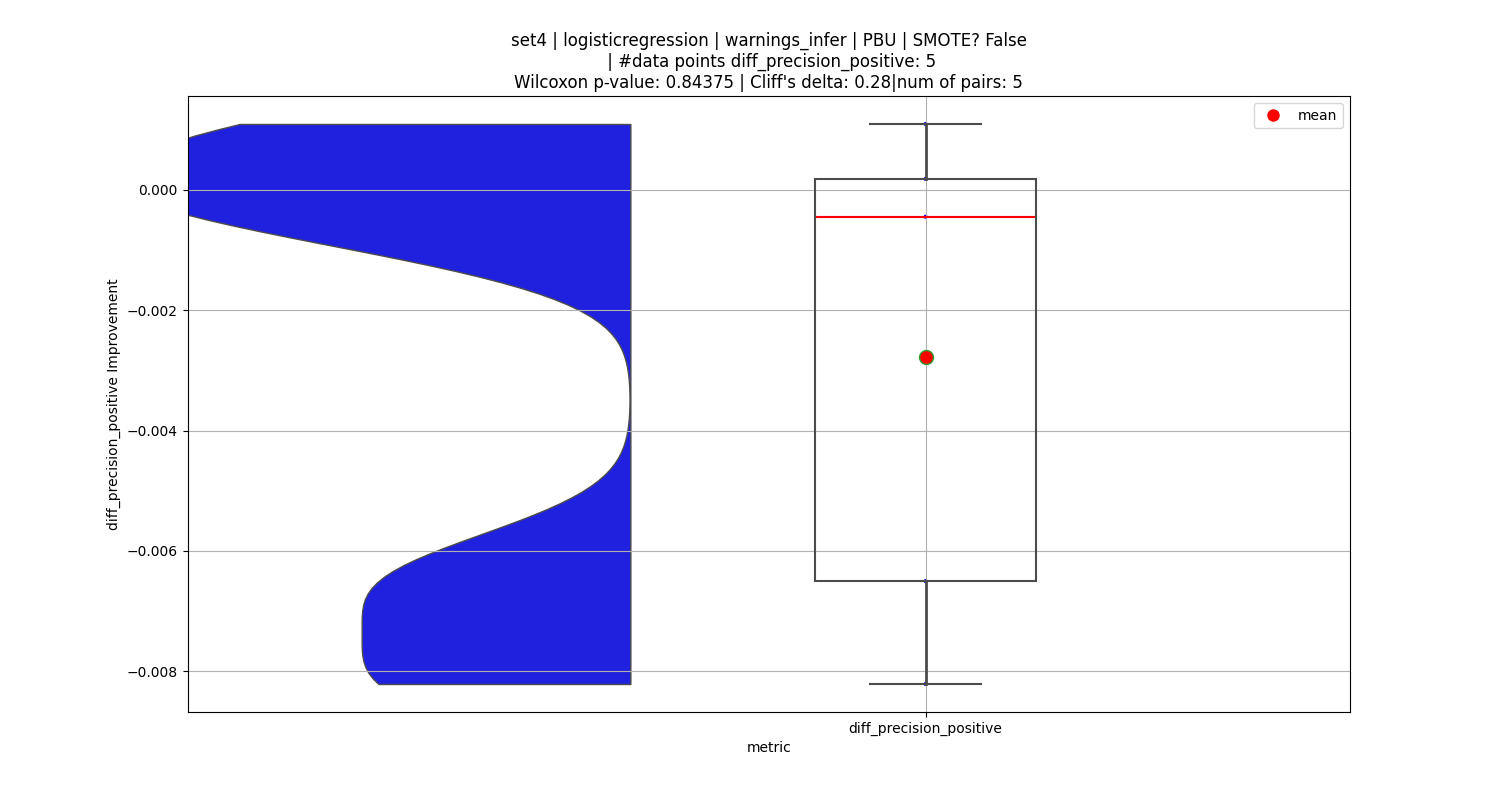 set4 | logisticregression | warnings_infer | PBU | SMOTE? False
| #data points diff_precision_positive: 5
Wilcoxon p-value: 0.84375 | Cliff's delta: 0.28|num of pairs: 5
mean
diff_precision_positive Improvement
0.000
−0.002
−0.004
−0.006
−0.008
diff_precision_positive
metric